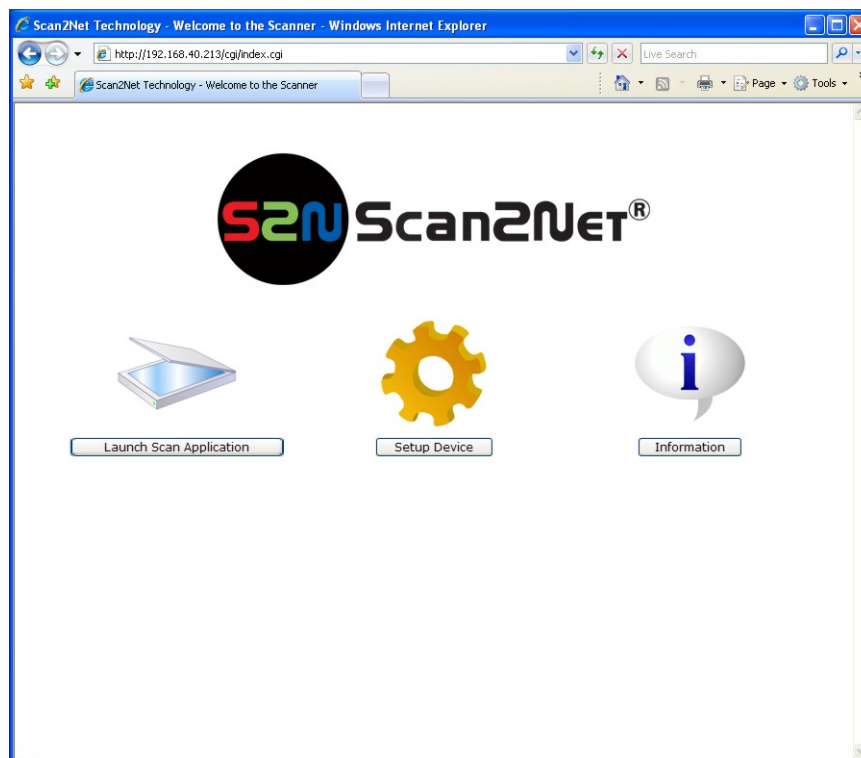 Scan2Net Technology - Welcome to the Scanner - Windows Internet Explorer
http://192.168.40.213/cgi/index.cgi
Live Search
Scan2Net Technology - Welcome to the Scanner
Page
Tools
S2N Scan2Net®
i
Launch Scan Application
Setup Device
Information